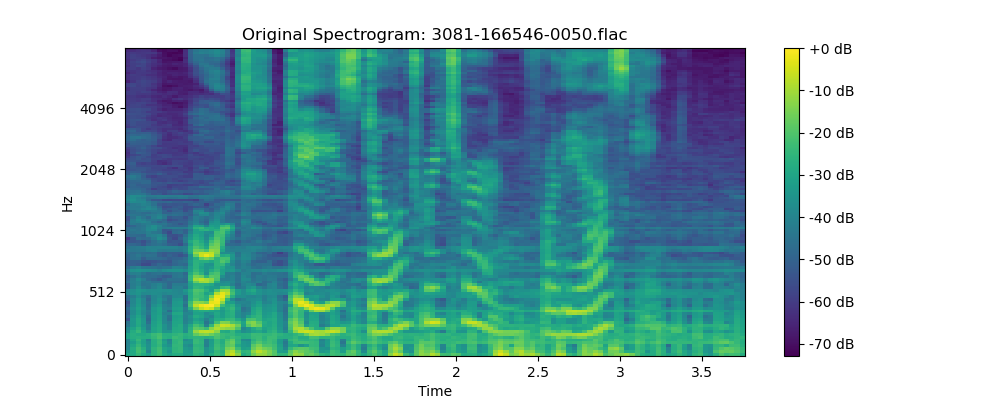 Original Spectrogram: 3081-166546-0050.flac
+0 dB
-10 dB
-20 dB
-30 dB
-40 dB
-50 dB
-60 dB
-70 dB
4096
2048
1024
512
0
Hz
0 0.5 1 1.5 2 2.5 3 3.5
Time